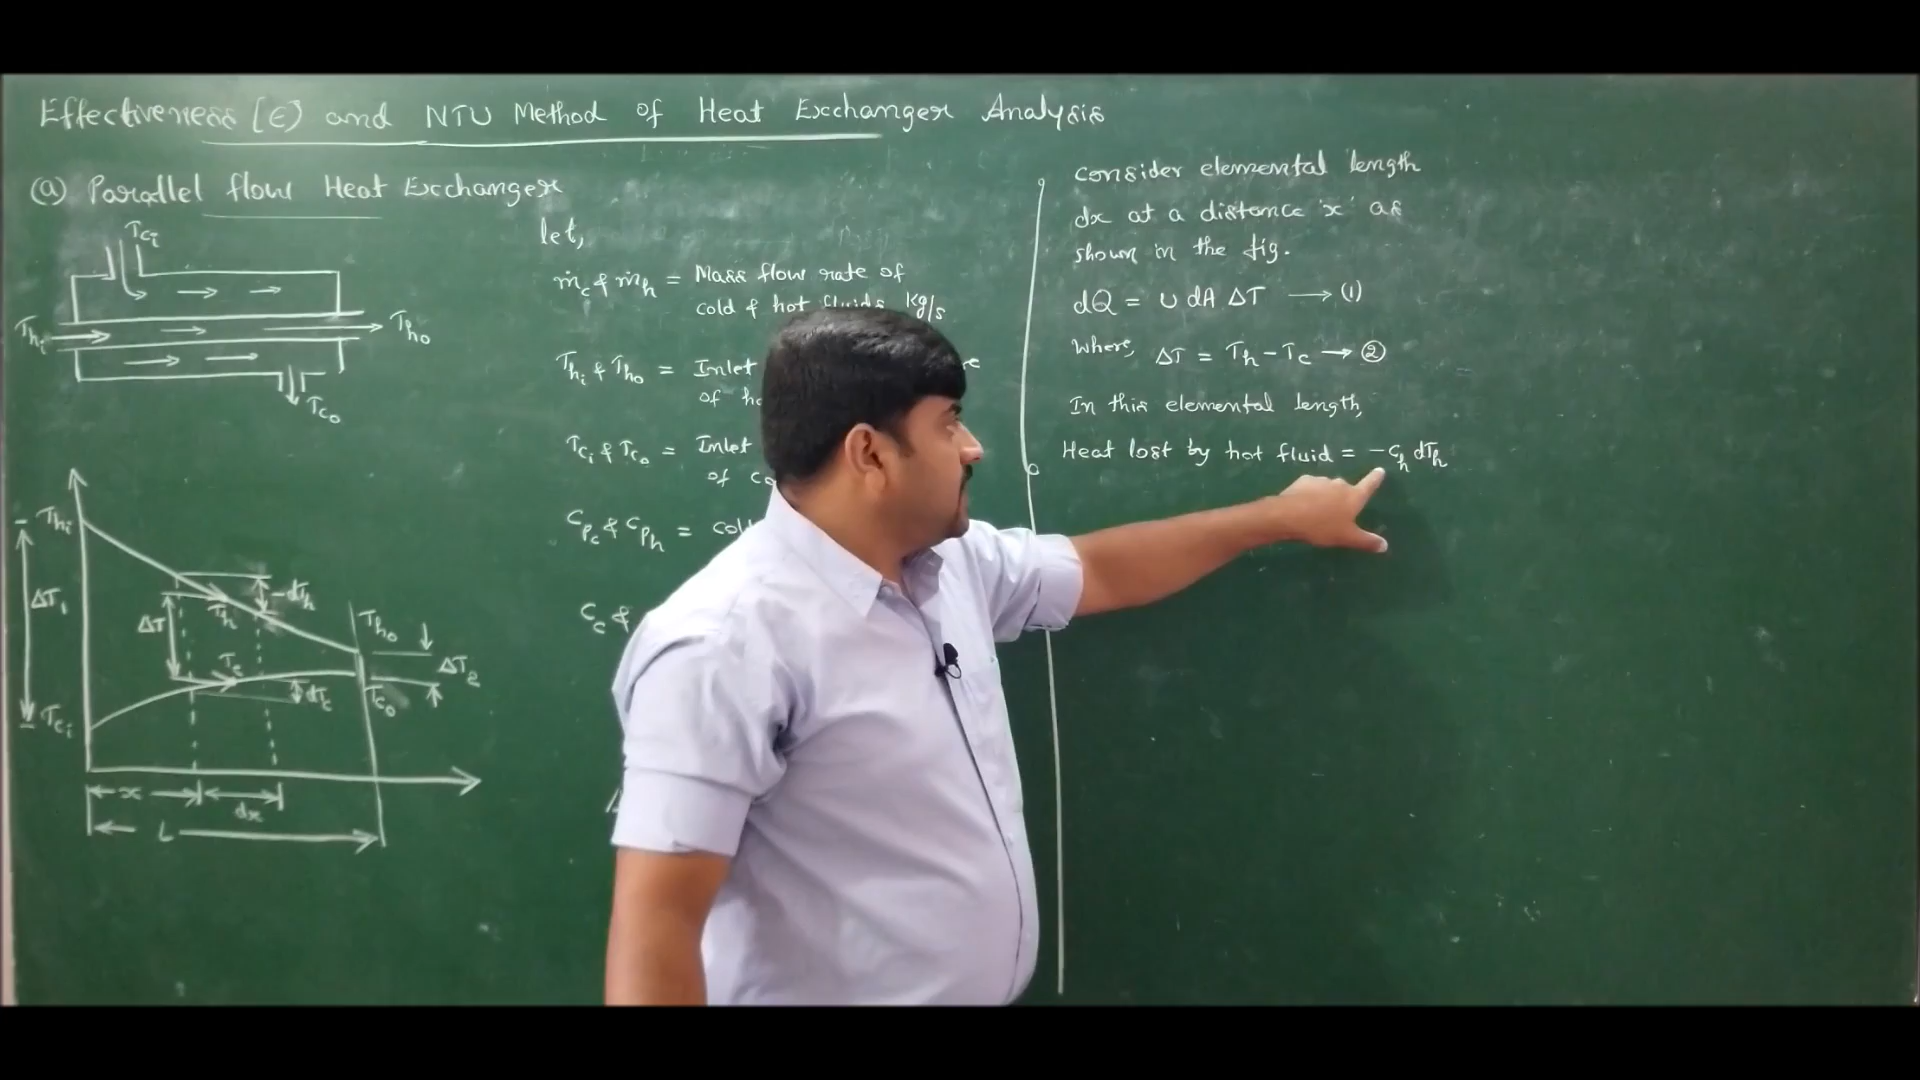 Effectiveness [Є] and NTU Method of Heat Exchanger Analysis
(a) Parallel flow Heat Exchanger
Tci
Thi
Tho
Tco
Thi
ΔT1
Tci
ΔT
Th
-dTh
Tc
dTc
Tho
ΔT2
Tco
x
dx
L
let,
ṁc & ṁh = Mass flow rate of
cold & hot fluids kg/s
Thi & Tho = Inlet
of
Tci & Tco = Inlet
of
Cpc & Cph =
Cc &
consider elemental length
dx at a distance 'x' as
shown in the fig.
dQ = U dA ΔT → (1)
Where, ΔT = Th - Tc → ②
In this elemental length,
Heat lost by hot fluid = -Ch dTh